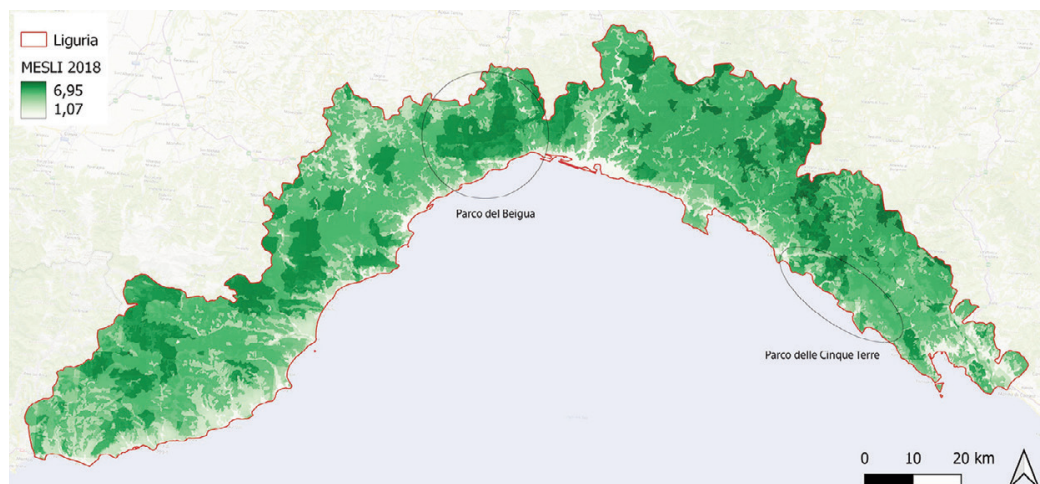 Liguria
MESLI 2018
6,95
1,07
Parco del Beigua
Parco delle Cinque Terre
0 10 20 km